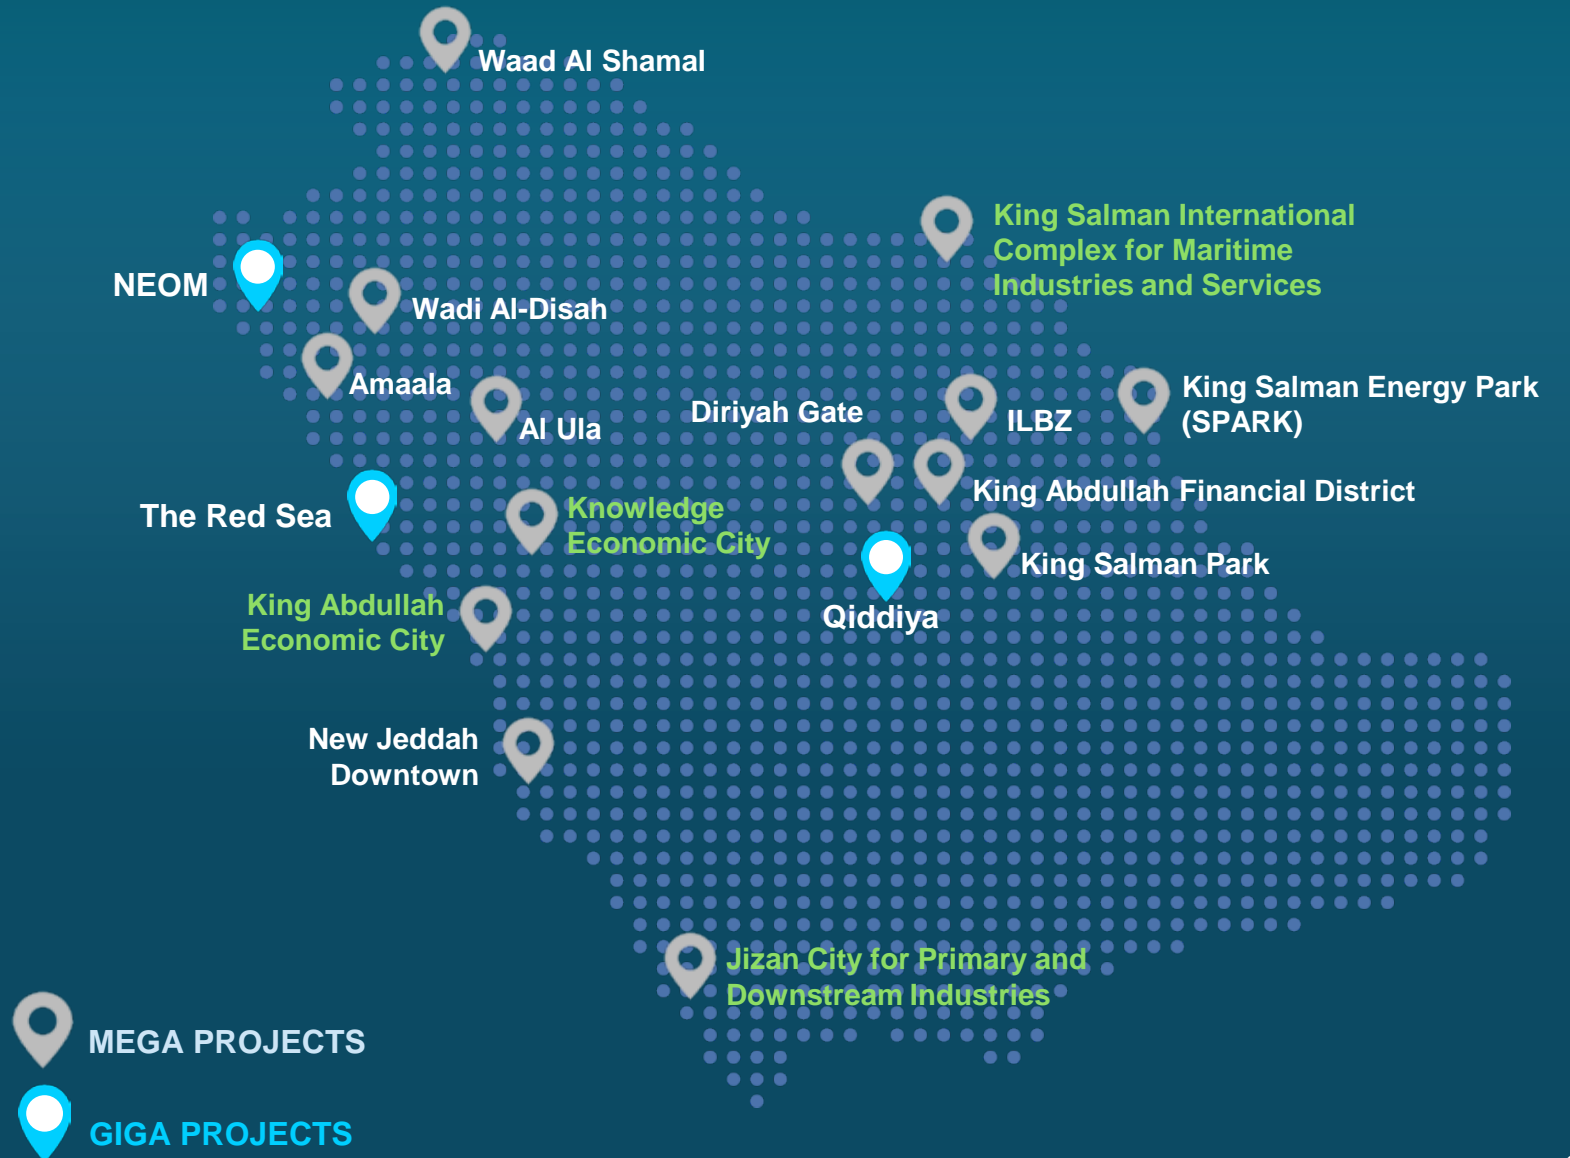 Waad Al Shamal
King Salman International
Complex for Maritime
Industries and Services
NEOM
Wadi Al-Disah
Amaala
Al Ula
Diriyah Gate
ILBZ
King Salman Energy Park
(SPARK)
The Red Sea
Knowledge
Economic City
King Abdullah Financial District
King Salman Park
Qiddiya
King Abdullah
Economic City
New Jeddah
Downtown
Jizan City for Primary and
Downstream Industries
MEGA PROJECTS
GIGA PROJECTS